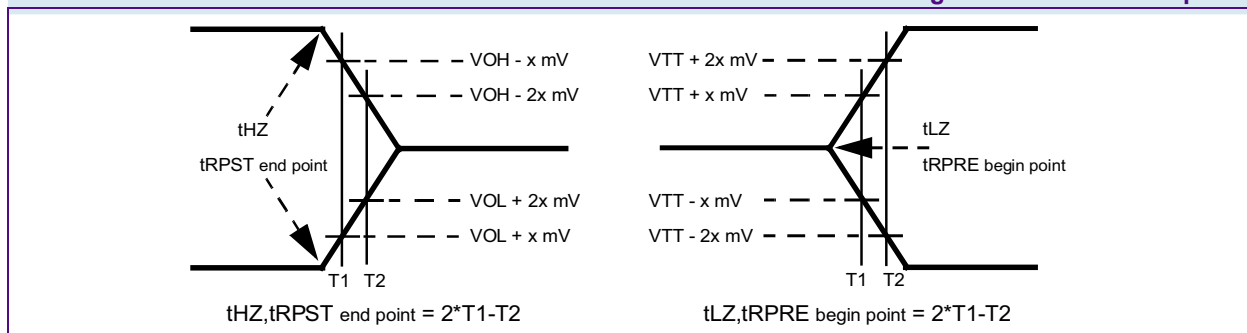 VOH - x mV
VOH - 2x mV
tHZ
tRPST end point
VOL + 2x mV
VOL + x mV
T1 T2
tHZ,tRPST end point = 2*T1-T2
VTT + 2x mV
VTT + x mV
tLZ
tRPRE begin point
VTT - x mV
VTT - 2x mV
T1 T2
tLZ,tRPRE begin point = 2*T1-T2